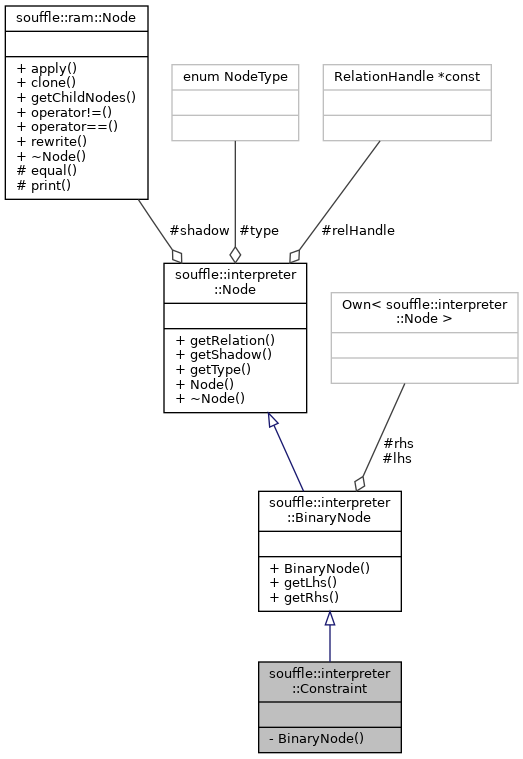 souffle::ram::Node
+ apply()
+ clone()
+ getChildNodes()
+ operator!=()
+ operator==()
+ rewrite()
+ ~Node()
# equal()
# print()
enum NodeType
RelationHandle *const
#shadow
#type
#relHandle
souffle::interpreter
::Node
+ getRelation()
+ getShadow()
+ getType()
+ Node()
+ ~Node()
Own< souffle::interpreter
::Node >
#rhs
#lhs
souffle::interpreter
::BinaryNode
+ BinaryNode()
+ getLhs()
+ getRhs()
souffle::interpreter
::Constraint
- BinaryNode()